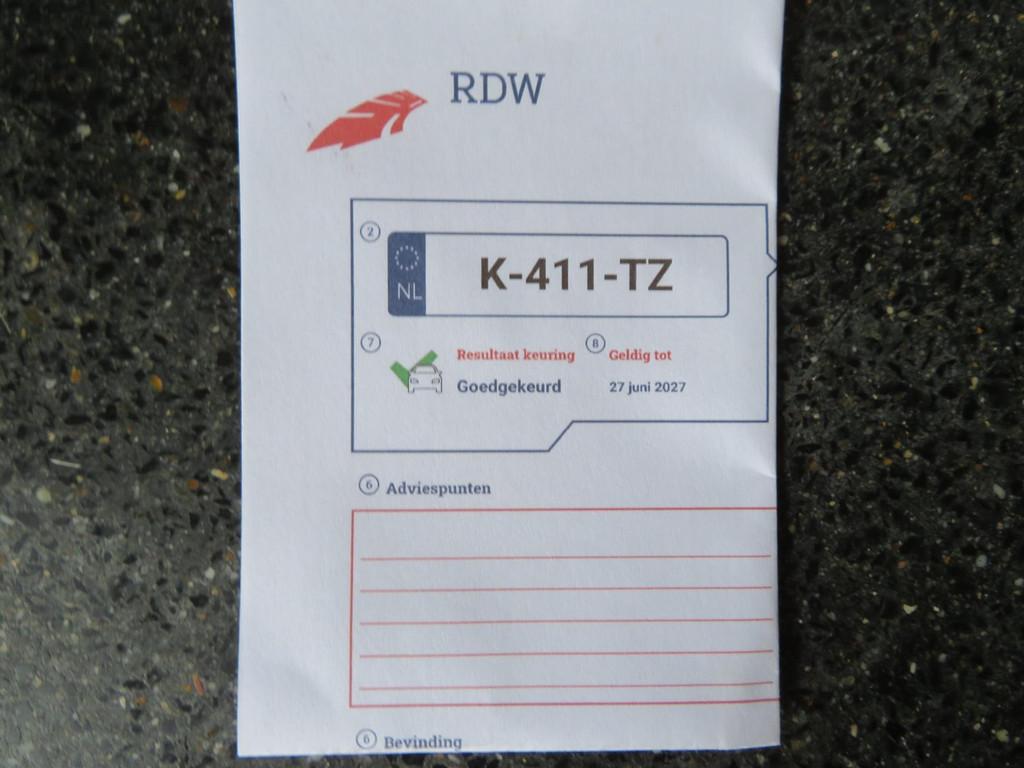 RDW
2
NL K-411-TZ
7 Resultaat keuring 8 Geldig tot
Goedgekeurd 27 juni 2027
6 Adviespunten
6 Bevinding